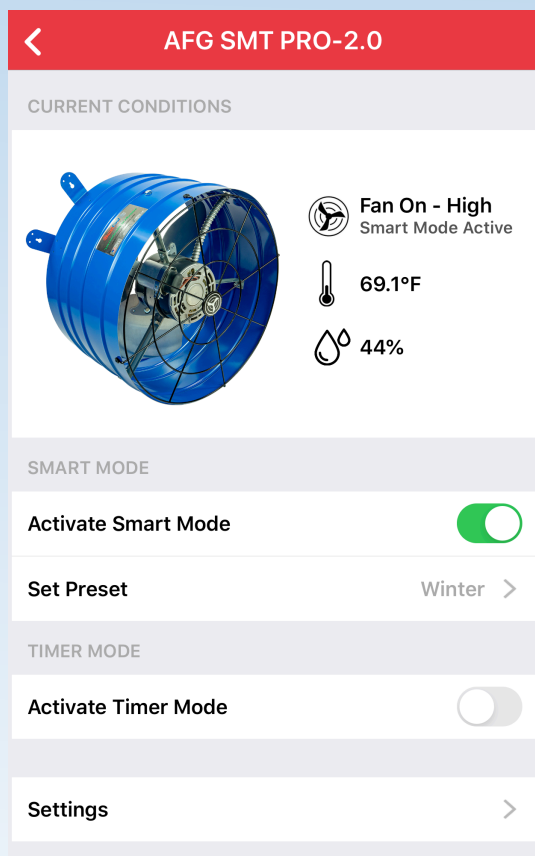 AFG SMT PRO-2.0
CURRENT CONDITIONS
Fan On - High
Smart Mode Active
69.1ºF
44%
SMART MODE
Activate Smart Mode
Set Preset Winter
TIMER MODE
Activate Timer Mode
Settings